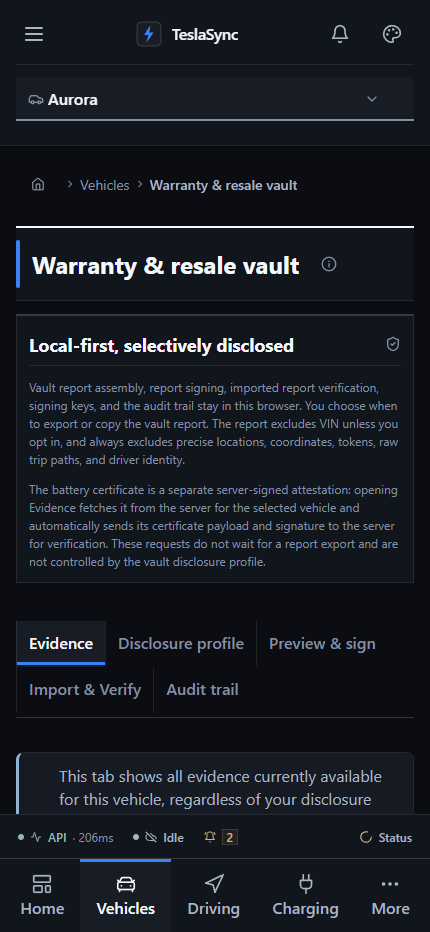 TeslaSync
Aurora
Vehicles
Warranty & resale vault
Warranty & resale vault
Local-first, selectively disclosed
Vault report assembly, report signing, imported report verification,
signing keys, and the audit trail stay in this browser. You choose when
to export or copy the vault report. The report excludes VIN unless you
opt in, and always excludes precise locations, coordinates, tokens, raw
trip paths, and driver identity.
The battery certificate is a separate server-signed attestation: opening
Evidence fetches it from the server for the selected vehicle and
automatically sends its certificate payload and signature to the server
for verification. These requests do not wait for a report export and are
not controlled by the vault disclosure profile.
Evidence
Disclosure profile
Preview & sign
Import & Verify
Audit trail
This tab shows all evidence currently available
for this vehicle, regardless of your disclosure
API · 206ms
Idle
2
Status
Home
Vehicles
Driving
Charging
More